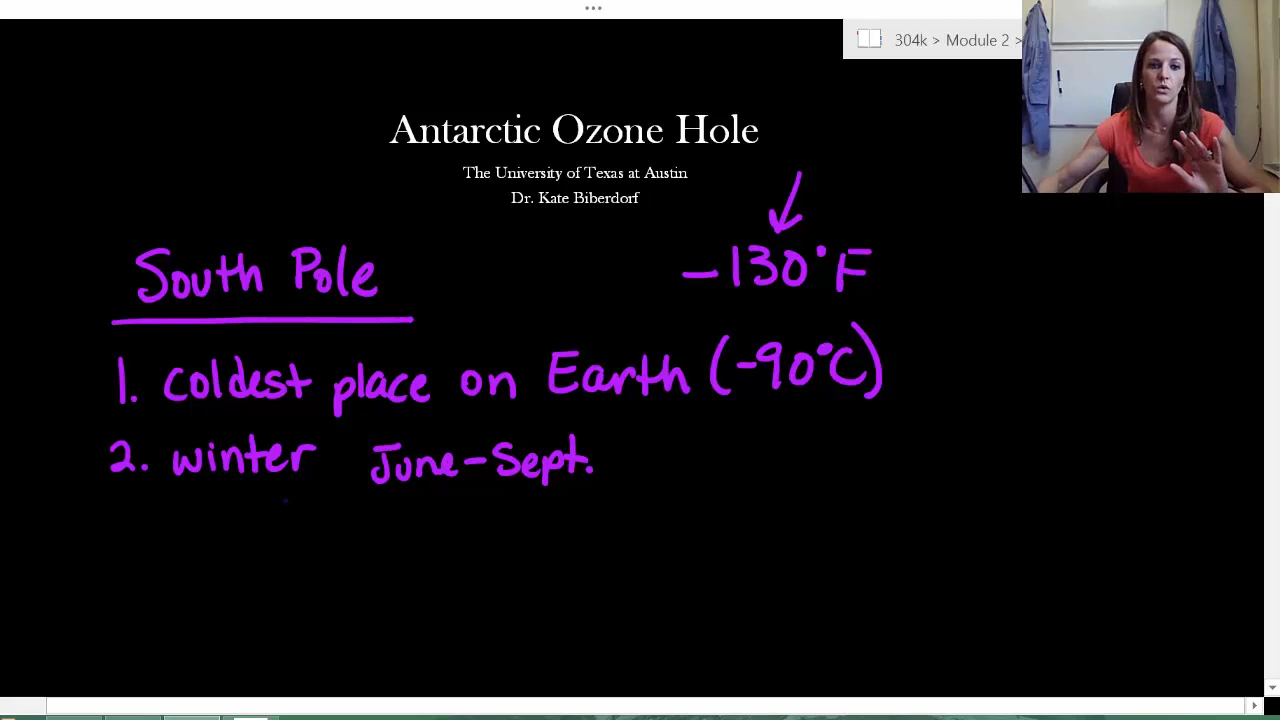 304k > Module 2 >
Antarctic Ozone Hole
The University of Texas at Austin
Dr. Kate Biberdorf
South Pole
-130°F
1. coldest place on Earth (-90°C)
2. winter June-Sept.